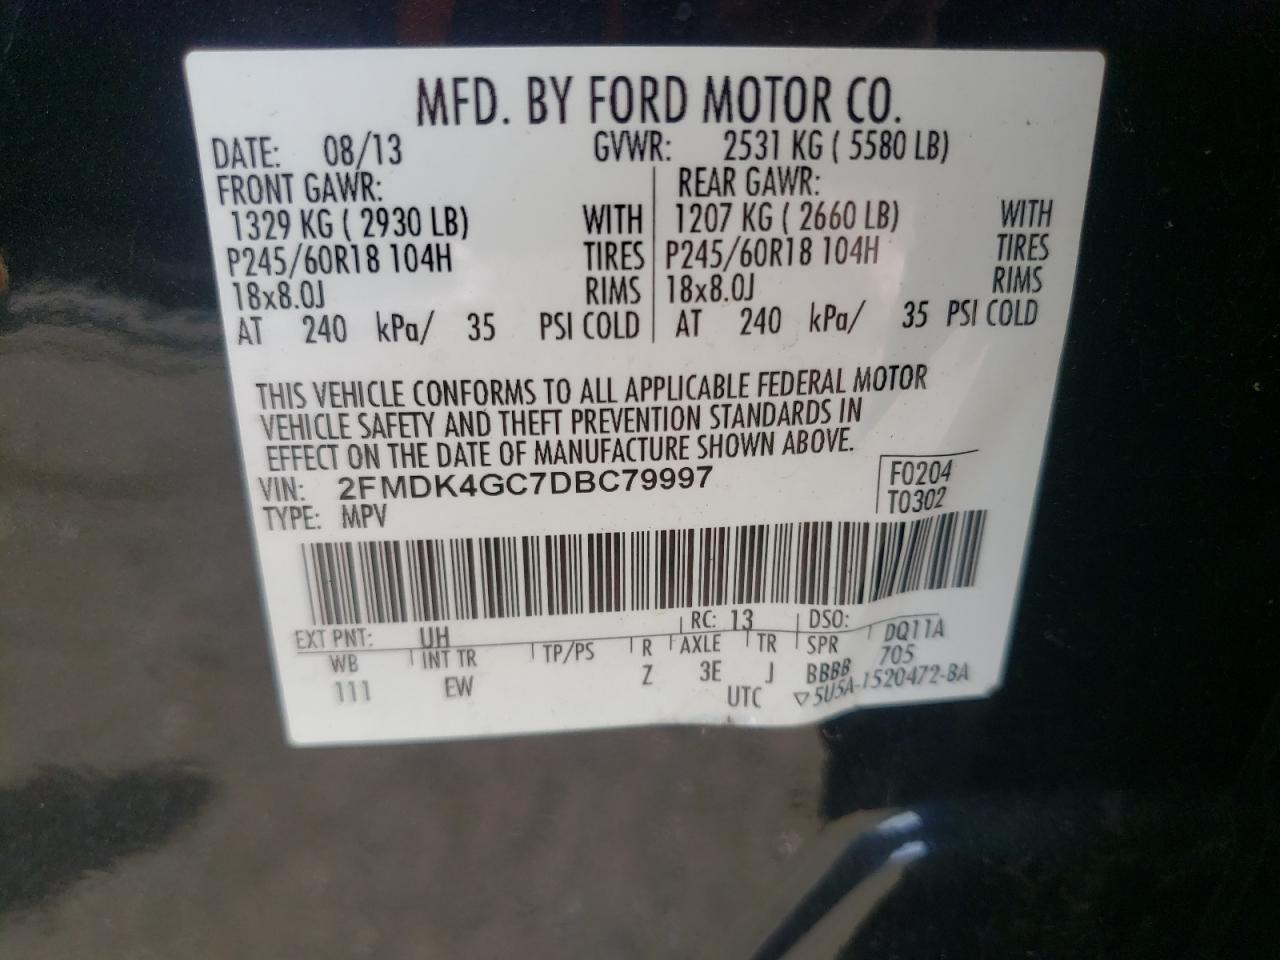 MFD. BY FORD MOTOR CO.
DATE: 08/13 GVWR: 2531 KG ( 5580 LB)
FRONT GAWR: REAR GAWR:
1329 KG ( 2930 LB) WITH 1207 KG ( 2660 LB) WITH
P245/60R18 104H TIRES P245/60R18 104H TIRES
18x8.0J RIMS 18x8.0J RIMS
AT 240 kPa/ 35 PSI COLD AT 240 kPa/ 35 PSI COLD
THIS VEHICLE CONFORMS TO ALL APPLICABLE FEDERAL MOTOR
VEHICLE SAFETY AND THEFT PREVENTION STANDARDS IN
EFFECT ON THE DATE OF MANUFACTURE SHOWN ABOVE.
VIN: 2FMDK4GC7DBC79997 F0204
TYPE: MPV T0302
EXT PNT: UH RC: 13 DSO:
WB INT TR TP/PS R AXLE TR SPR DQ11A
111 EW Z 3E J BBBB 705
UTC ▽5U5A-1520472-BA